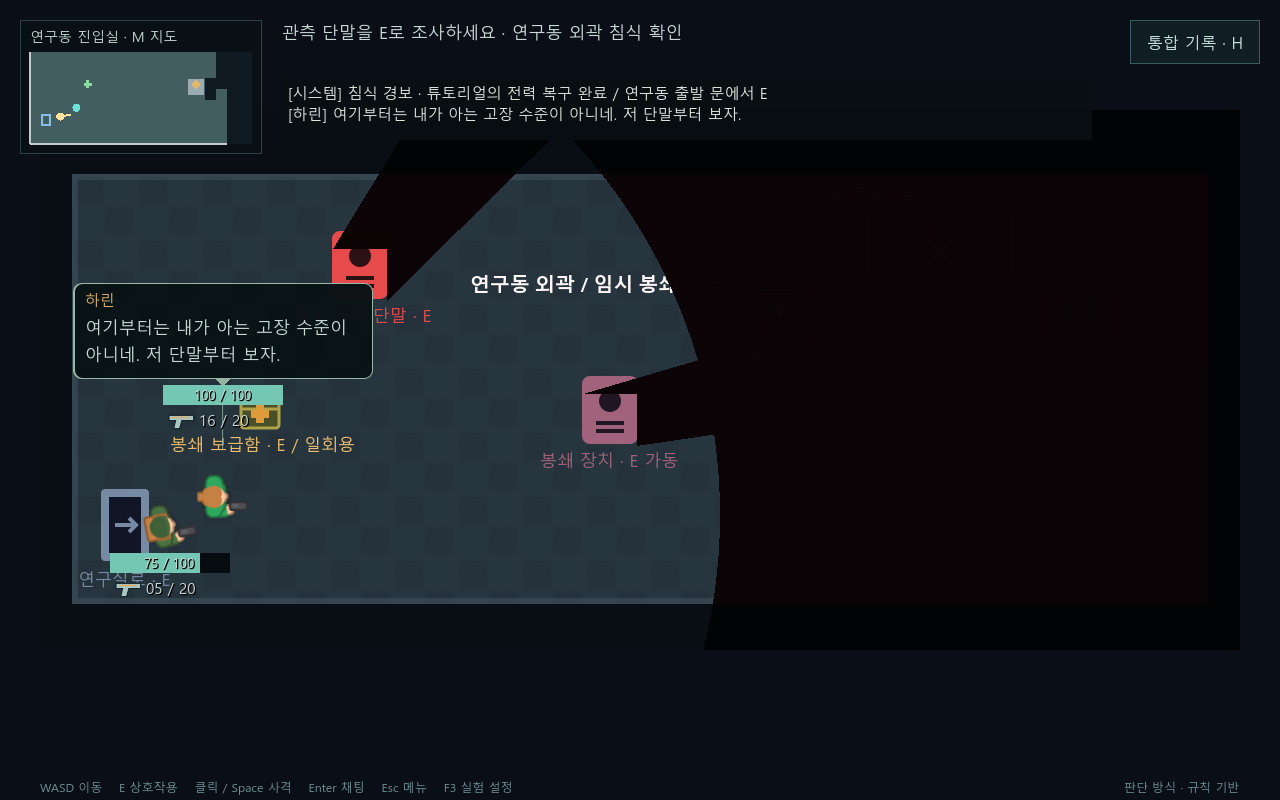 연구동 진입실 · M 지도
관측 단말을 E로 조사하세요 · 연구동 외곽 침식 확인
통합 기록 · H
[시스템] 침식 경보 · 튜토리얼의 전력 복구 완료 / 연구동 출발 문에서 E
[하린] 여기부터는 내가 아는 고장 수준이 아니네. 저 단말부터 보자.
연구동 외곽 / 임시 봉쇄
단말 · E
하린
여기부터는 내가 아는 고장 수준이
아니네. 저 단말부터 보자.
100 / 100
16 / 20
봉쇄 보급함 · E / 일회용
봉쇄 장치 · E 가동
75 / 100
연구실로 · E
05 / 20
WASD 이동 E 상호작용 클릭 / Space 사격 Enter 채팅 Esc 메뉴 F3 실험 설정
판단 방식 · 규칙 기반